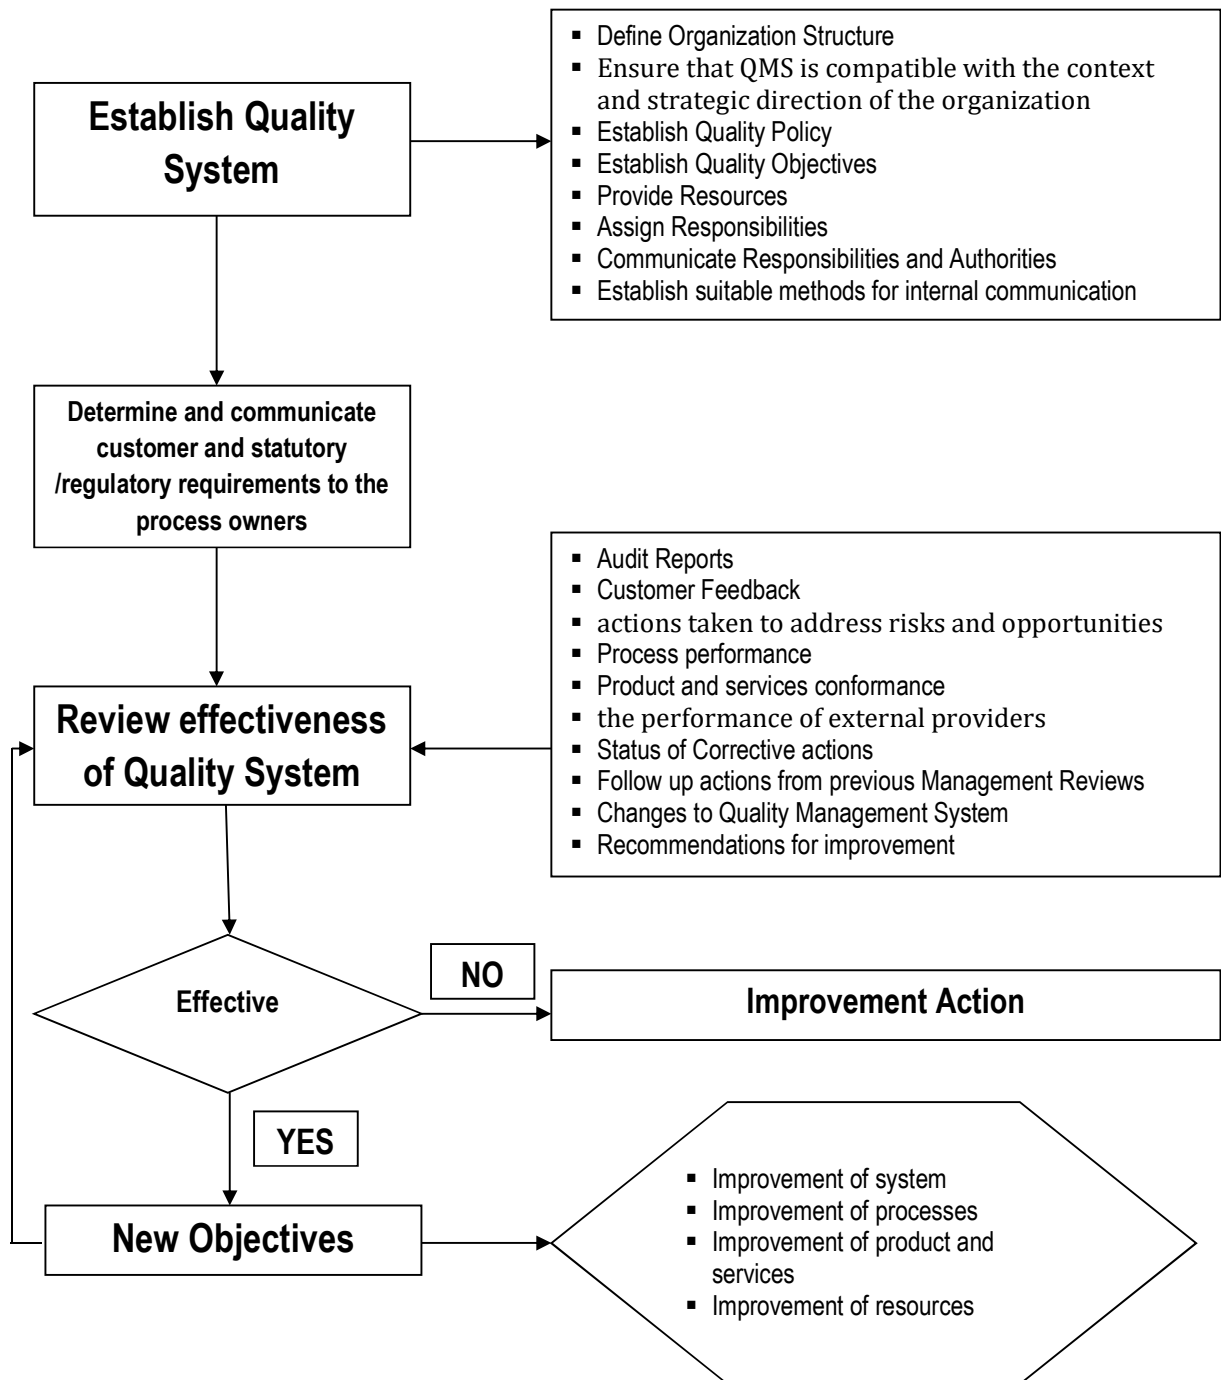 Establish Quality
System
▪ Define Organization Structure
▪ Ensure that QMS is compatible with the context
and strategic direction of the organization
▪ Establish Quality Policy
▪ Establish Quality Objectives
▪ Provide Resources
▪ Assign Responsibilities
▪ Communicate Responsibilities and Authorities
▪ Establish suitable methods for internal communication
Determine and communicate
customer and statutory
/regulatory requirements to the
process owners
▪ Audit Reports
▪ Customer Feedback
▪ actions taken to address risks and opportunities
▪ Process performance
▪ Product and services conformance
▪ the performance of external providers
▪ Status of Corrective actions
▪ Follow up actions from previous Management Reviews
▪ Changes to Quality Management System
▪ Recommendations for improvement
Review effectiveness
of Quality System
Effective
NO
Improvement Action
YES
New Objectives
▪ Improvement of system
▪ Improvement of processes
▪ Improvement of product and
services
▪ Improvement of resources